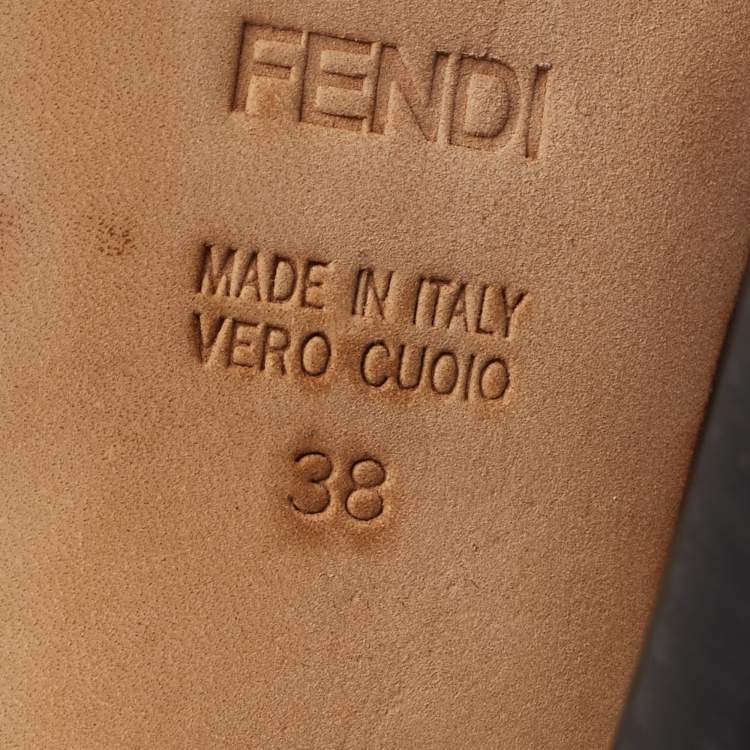 FENDI
MADE IN ITALY
VERO CUOIO
38